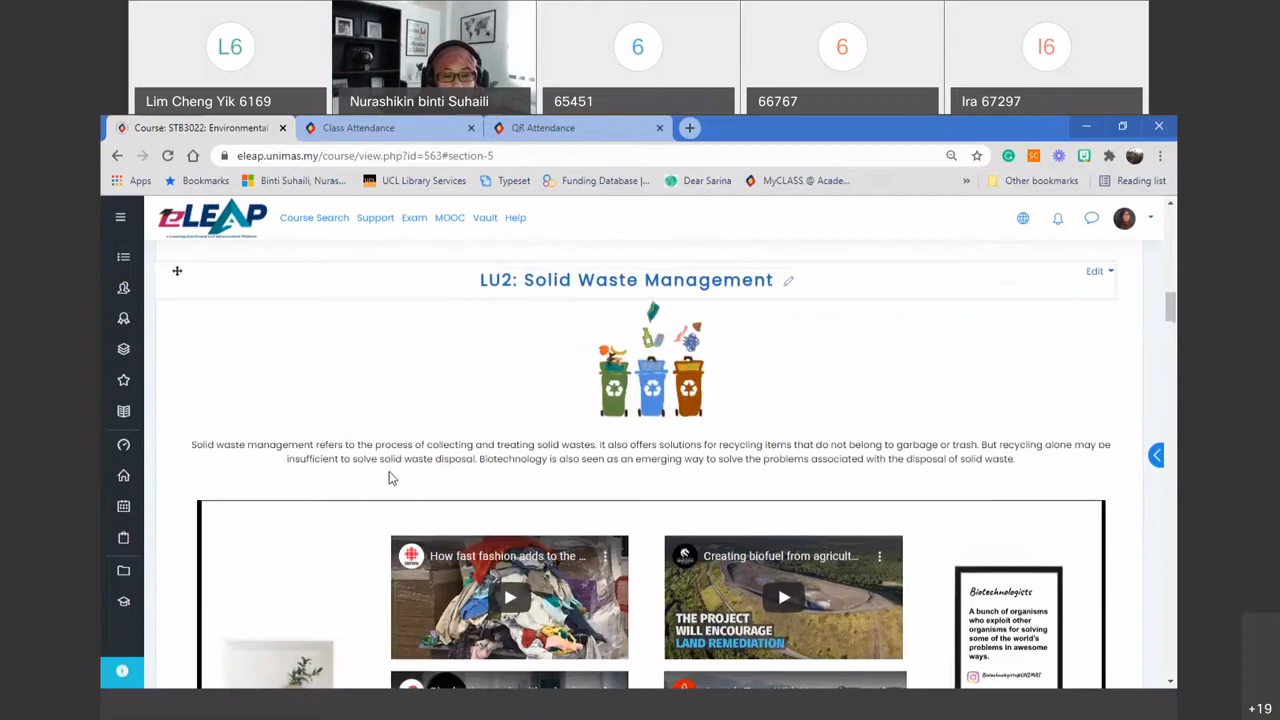 L6
6
6
I6
Lim Cheng Yik 6169
Nurashikin binti Suhaili
65451
66767
Ira 67297
Course: STB3022: Environmental
Class Attendance
QR Attendance
eleap.unimas.my/course/view.php?id=563#section-5
Apps
Bookmarks
Binti Suhaili, Nuras...
UCL Library Services
Typeset
Funding Database |...
Dear Sarina
MyCLASS @ Acade...
»
Other bookmarks
Reading list
eLEAP
Course Search
Support
Exam
MOOC
Vault
Help
LU2: Solid Waste Management
Edit
Solid waste management refers to the process of collecting and treating solid wastes. It also offers solutions for recycling items that do not belong to garbage or trash. But recycling alone may be
insufficient to solve solid waste disposal. Biotechnology is also seen as an emerging way to solve the problems associated with the disposal of solid waste.
How fast fashion adds to the ...
Creating biofuel from agricult...
THE PROJECT
WILL ENCOURAGE
LAND REMEDIATION
Biotechnologists
A bunch of organisms
who exploit other
organisms for solving
some of the world's
problems in awesome
ways.
Biotechnologists@UNIMAS
+19